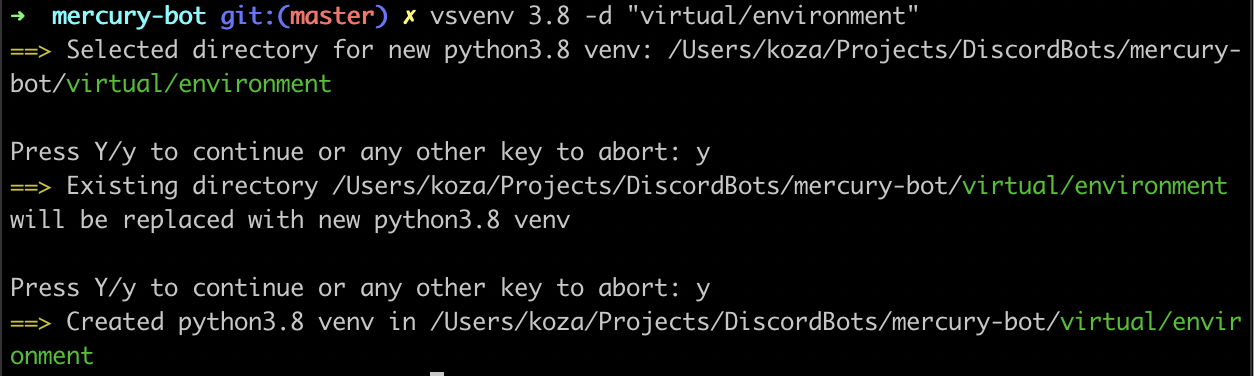 ➜  mercury-bot git:(master) ✗ vsvenv 3.8 -d "virtual/environment"
==> Selected directory for new python3.8 venv: /Users/koza/Projects/DiscordBots/mercury-
bot/virtual/environment
Press Y/y to continue or any other key to abort: y
==> Existing directory /Users/koza/Projects/DiscordBots/mercury-bot/virtual/environment
will be replaced with new python3.8 venv
Press Y/y to continue or any other key to abort: y
==> Created python3.8 venv in /Users/koza/Projects/DiscordBots/mercury-bot/virtual/envir
onment